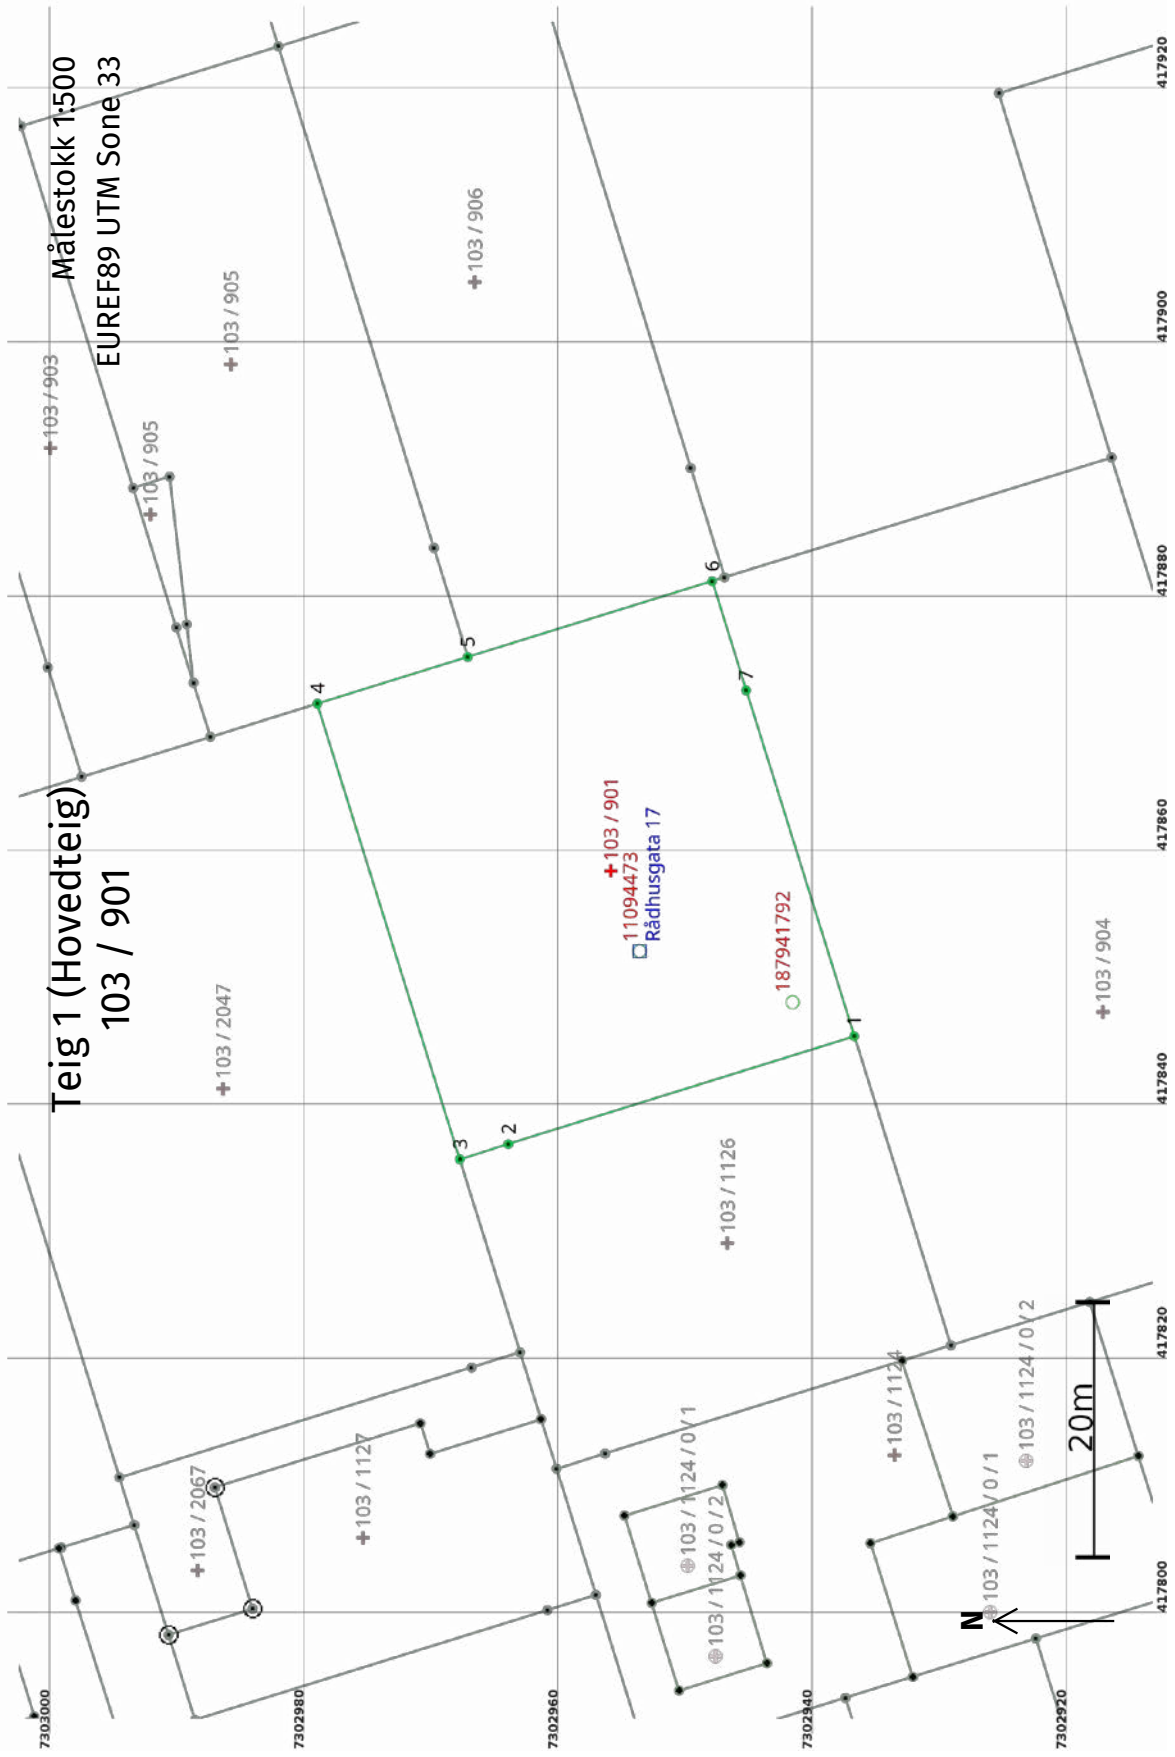 Teig 1 (Hovedteig)
103 / 901
Målestokk 1:500
EUREF89 UTM Sone 33
103 / 903
103 / 905
103 / 905
103 / 906
103 / 2047
103 / 2067
103 / 1127
4
5
3
2
6
7
1
103 / 901
11094473
Rådhusgata 17
187941792
103 / 1126
103 / 1124 / 0 / 1
103 / 1124 / 0 / 2
103 / 1124
103 / 904
103 / 1124 / 0 / 1
103 / 1124 / 0 / 2
N
20m
7303000
7302980
7302960
7302940
7302920
417800
417820
417840
417860
417880
417900
417920